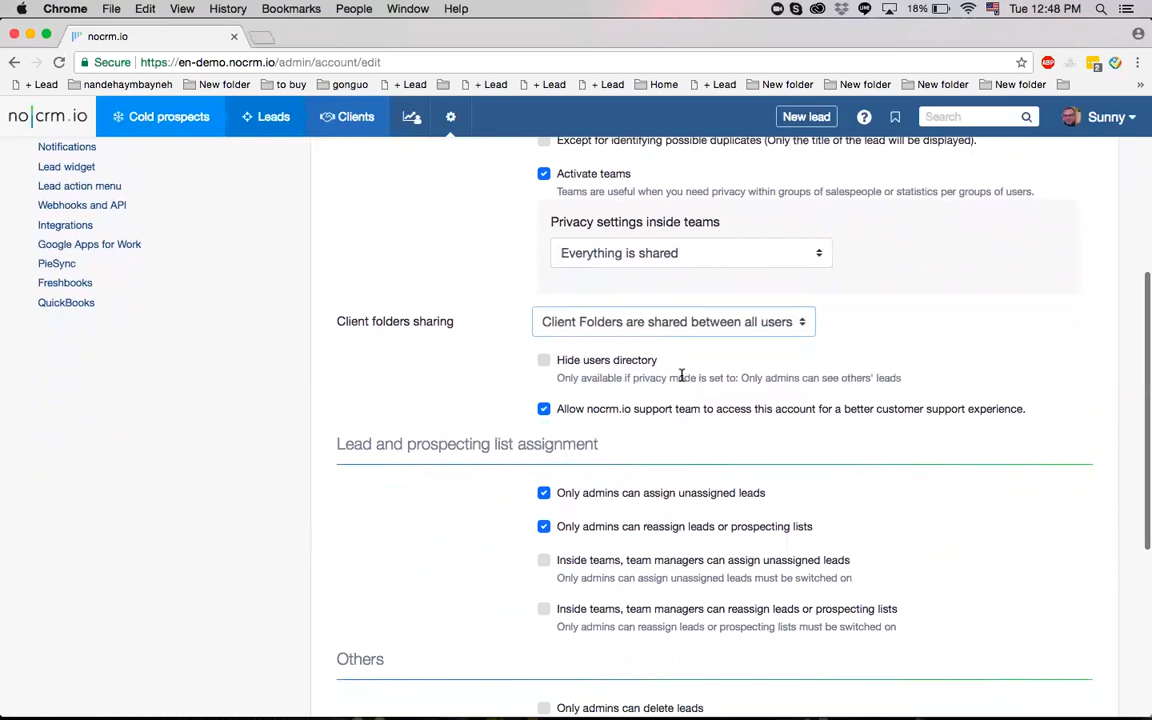 Chrome File Edit View History Bookmarks People Window Help 18% Tue 12:48 PM
nocrm.io
Secure https://en-demo.nocrm.io/admin/account/edit
+ Lead nandehaymbayneh New folder to buy gonguo + Lead + Lead + Lead + Lead Home + Lead New folder New folder New folder New folder
no|crm.io Cold prospects Leads Clients New lead ? Search Sunny
Notifications
Lead widget
Lead action menu
Webhooks and API
Integrations
Google Apps for Work
PieSync
Freshbooks
QuickBooks
Except for identifying possible duplicates (Only the title of the lead will be displayed).
Activate teams
Teams are useful when you need privacy within groups of salespeople or statistics per groups of users.
Privacy settings inside teams
Everything is shared
Client folders sharing Client Folders are shared between all users
Hide users directory
Only available if privacy mode is set to: Only admins can see others' leads
Allow nocrm.io support team to access this account for a better customer support experience.
Lead and prospecting list assignment
Only admins can assign unassigned leads
Only admins can reassign leads or prospecting lists
Inside teams, team managers can assign unassigned leads
Only admins can assign unassigned leads must be switched on
Inside teams, team managers can reassign leads or prospecting lists
Only admins can reassign leads or prospecting lists must be switched on
Others
Only admins can delete leads